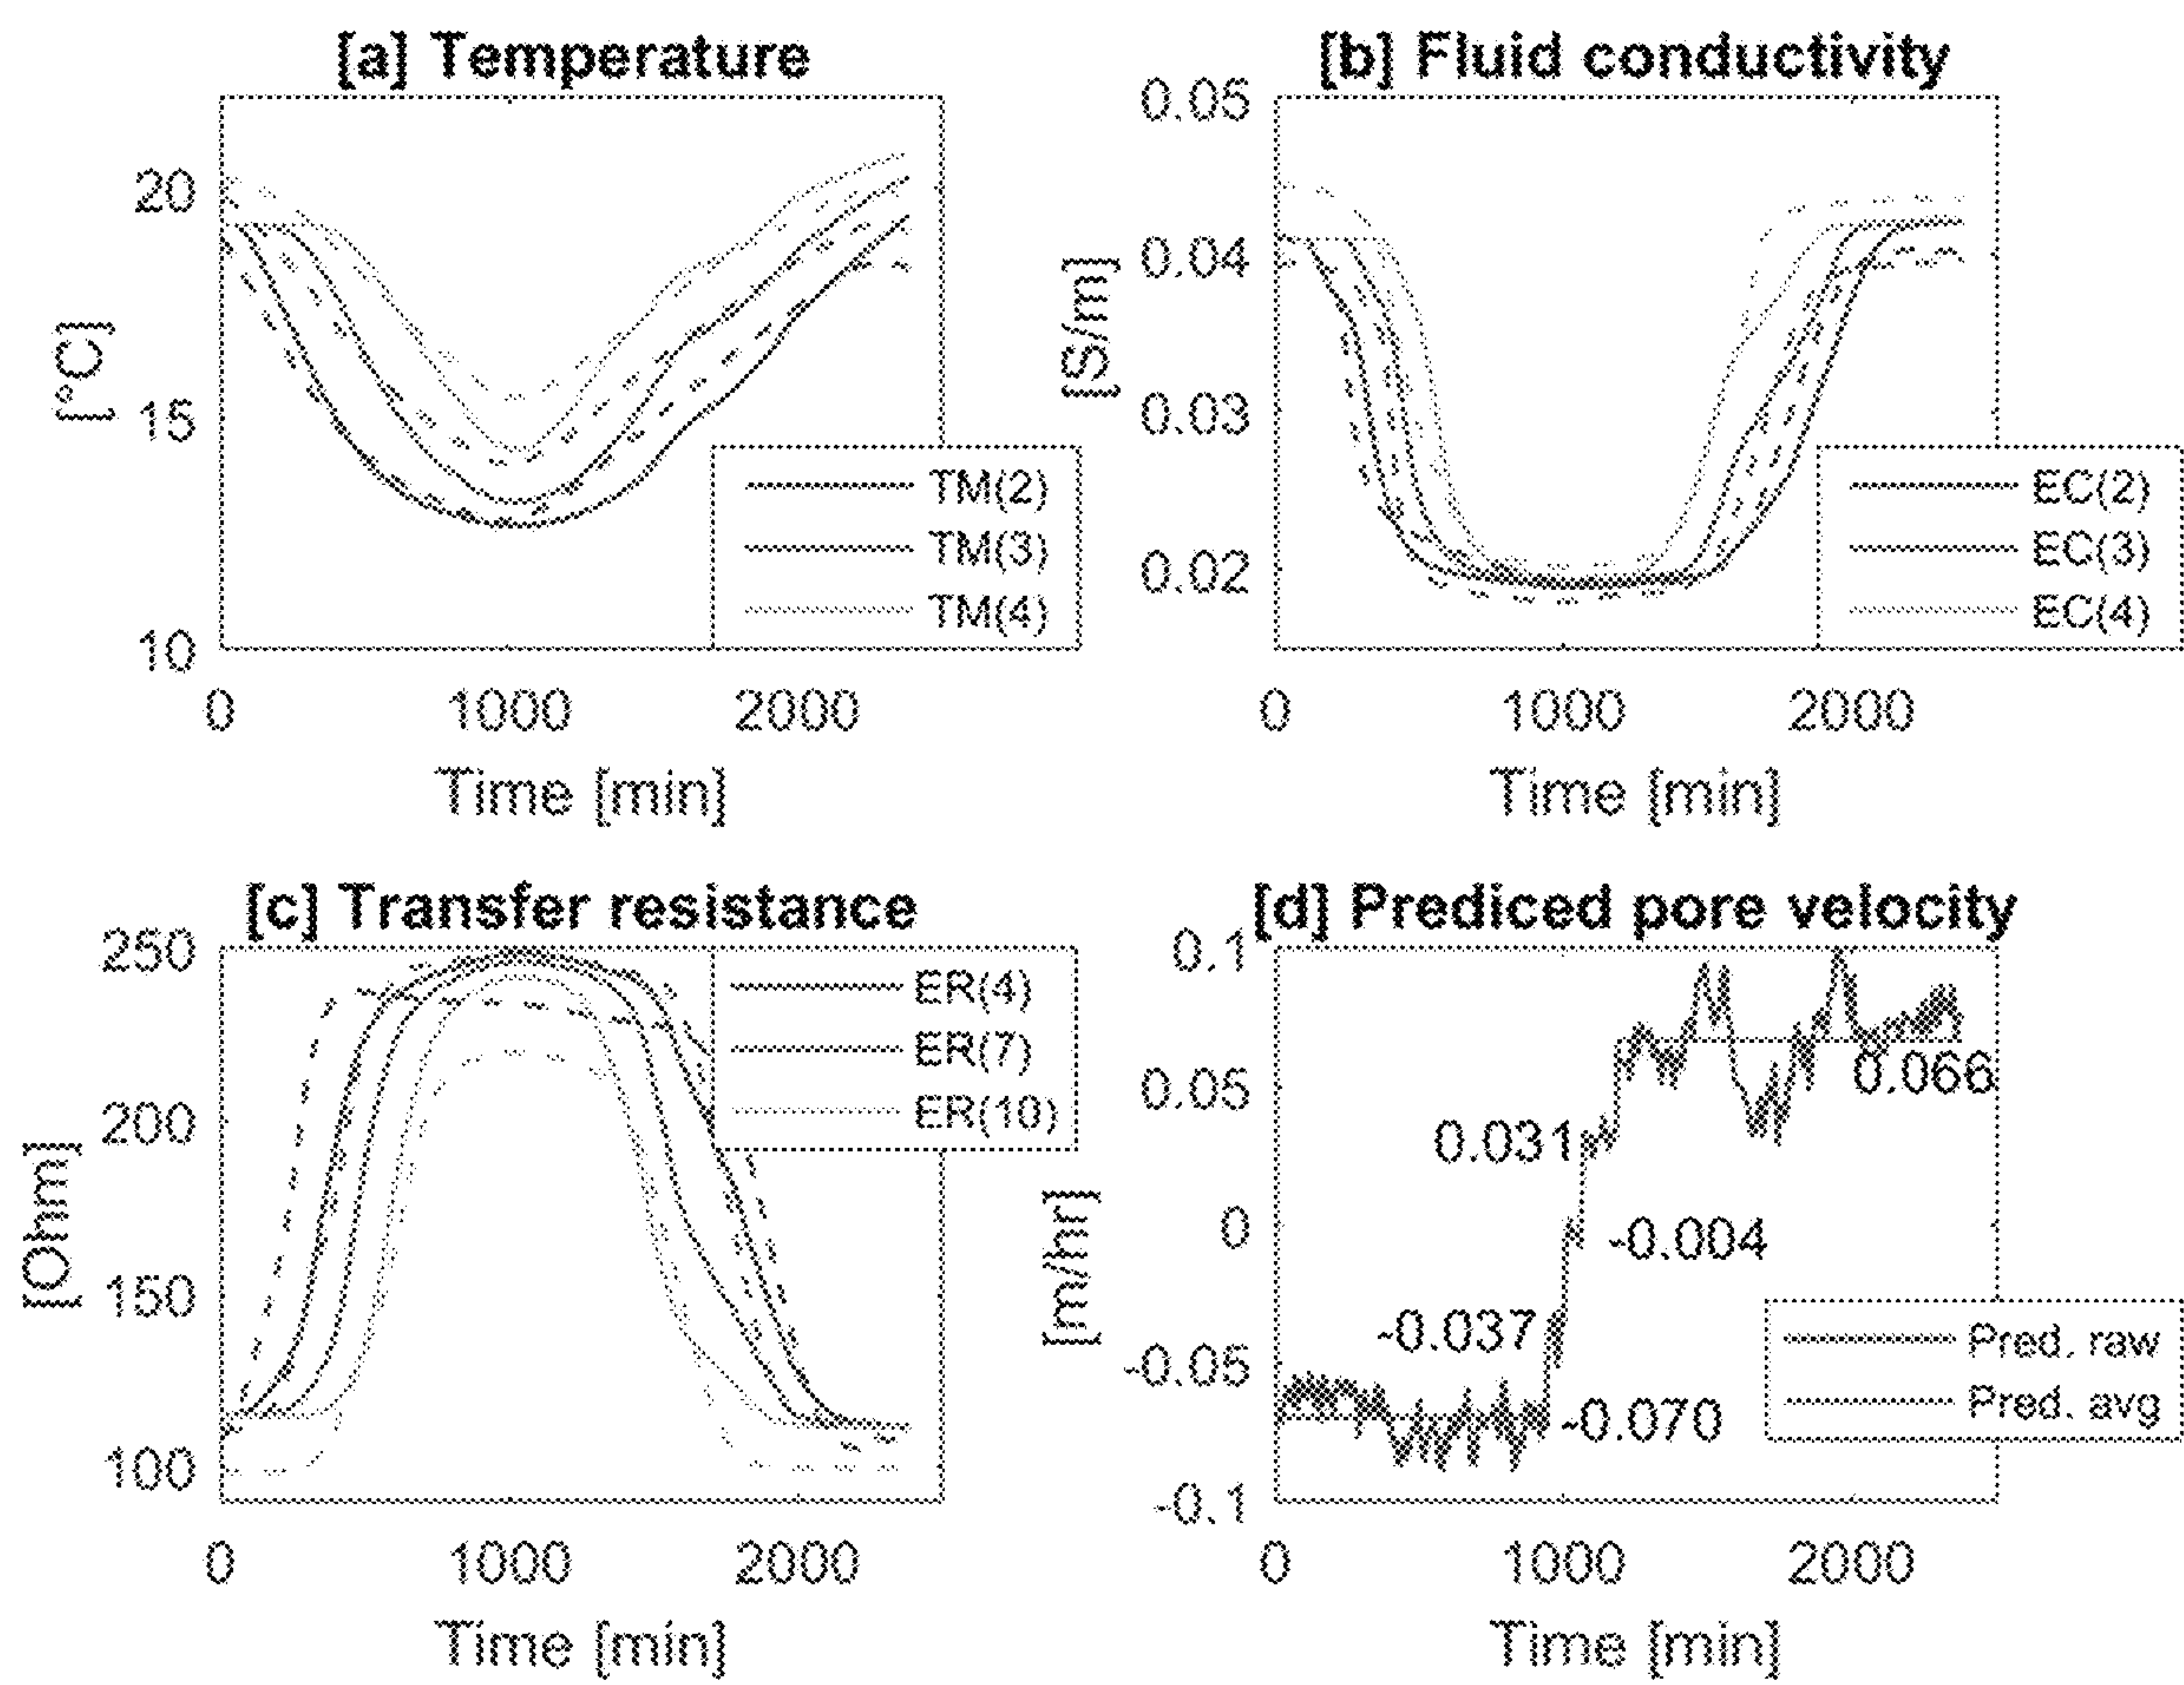 [a] Temperature
20
15
10
[°C]
0 1000 2000
Time [min]
TM(2)
TM(3)
TM(4)
[b] Fluid conductivity
0.05
0.04
0.03
0.02
[S/m]
0 1000 2000
Time [min]
EC(2)
EC(3)
EC(4)
[c] Transfer resistance
250
200
150
100
[Ohm]
0 1000 2000
Time [min]
ER(4)
ER(7)
ER(10)
[d] Prediced pore velocity
0.1
0.05
0
-0.05
-0.1
[m/hr]
0 1000 2000
Time [min]
0.066
0.031
-0.004
-0.037
-0.070
Pred. raw
Pred. avg